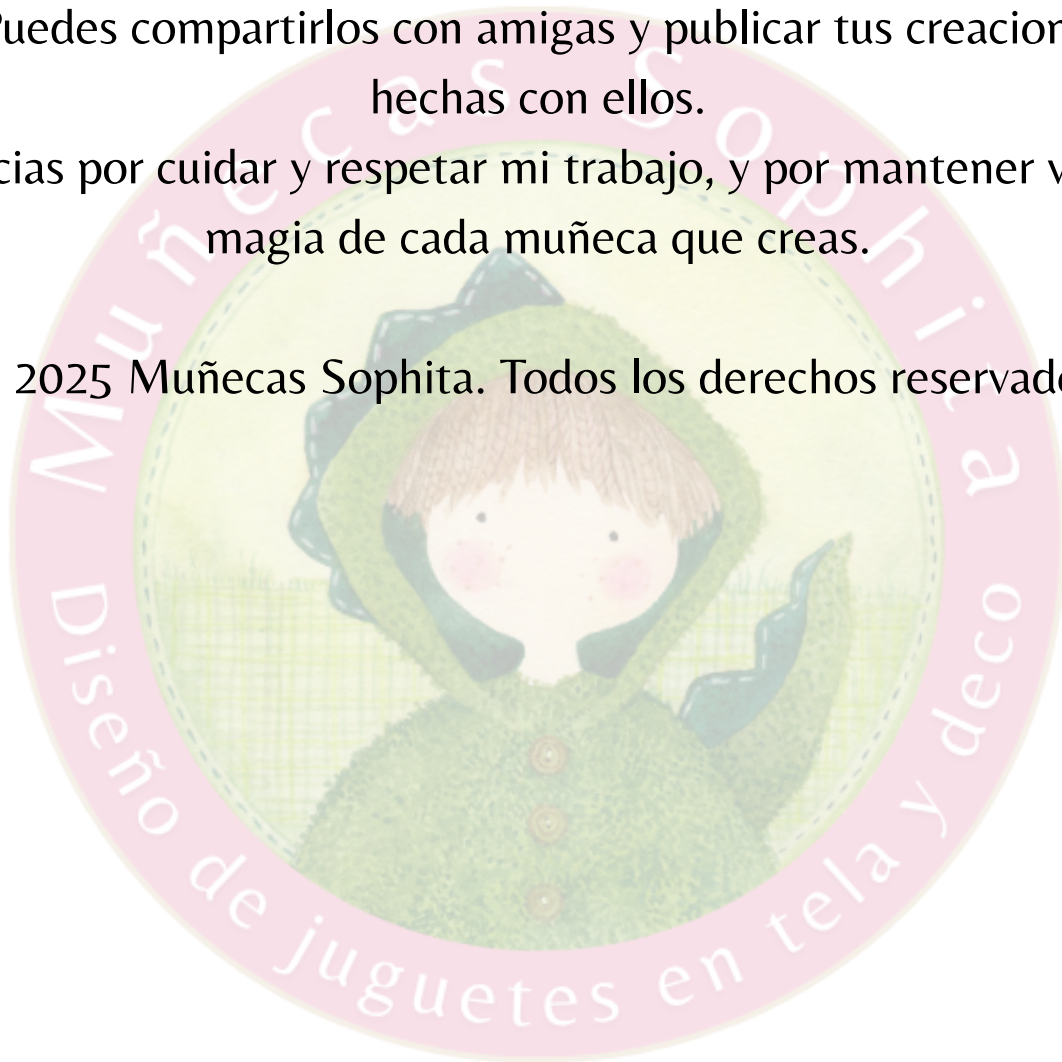 Puedes compartirlos con amigas y publicar tus creacion
hechas con ellos.
cias por cuidar y respetar mi trabajo, y por mantener v
magia de cada muñeca que creas.
2025 Muñecas Sophita. Todos los derechos reservado
Muñecas Sophita
Diseño de juguetes en tela y deco